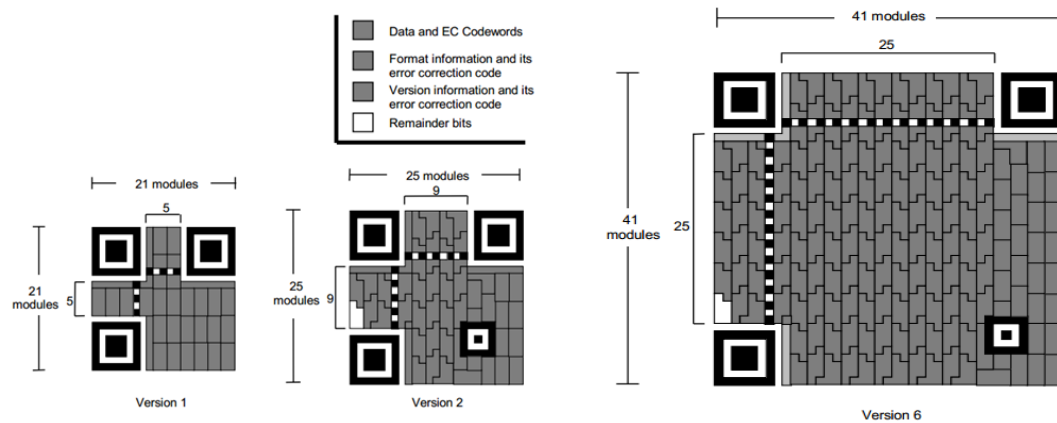 Data and EC Codewords
Format information and its
error correction code
Version information and its
error correction code
Remainder bits
41 modules
25
41
modules
25
Version 6
21 modules
5
21
modules
5
Version 1
25 modules
9
25
modules
9
Version 2